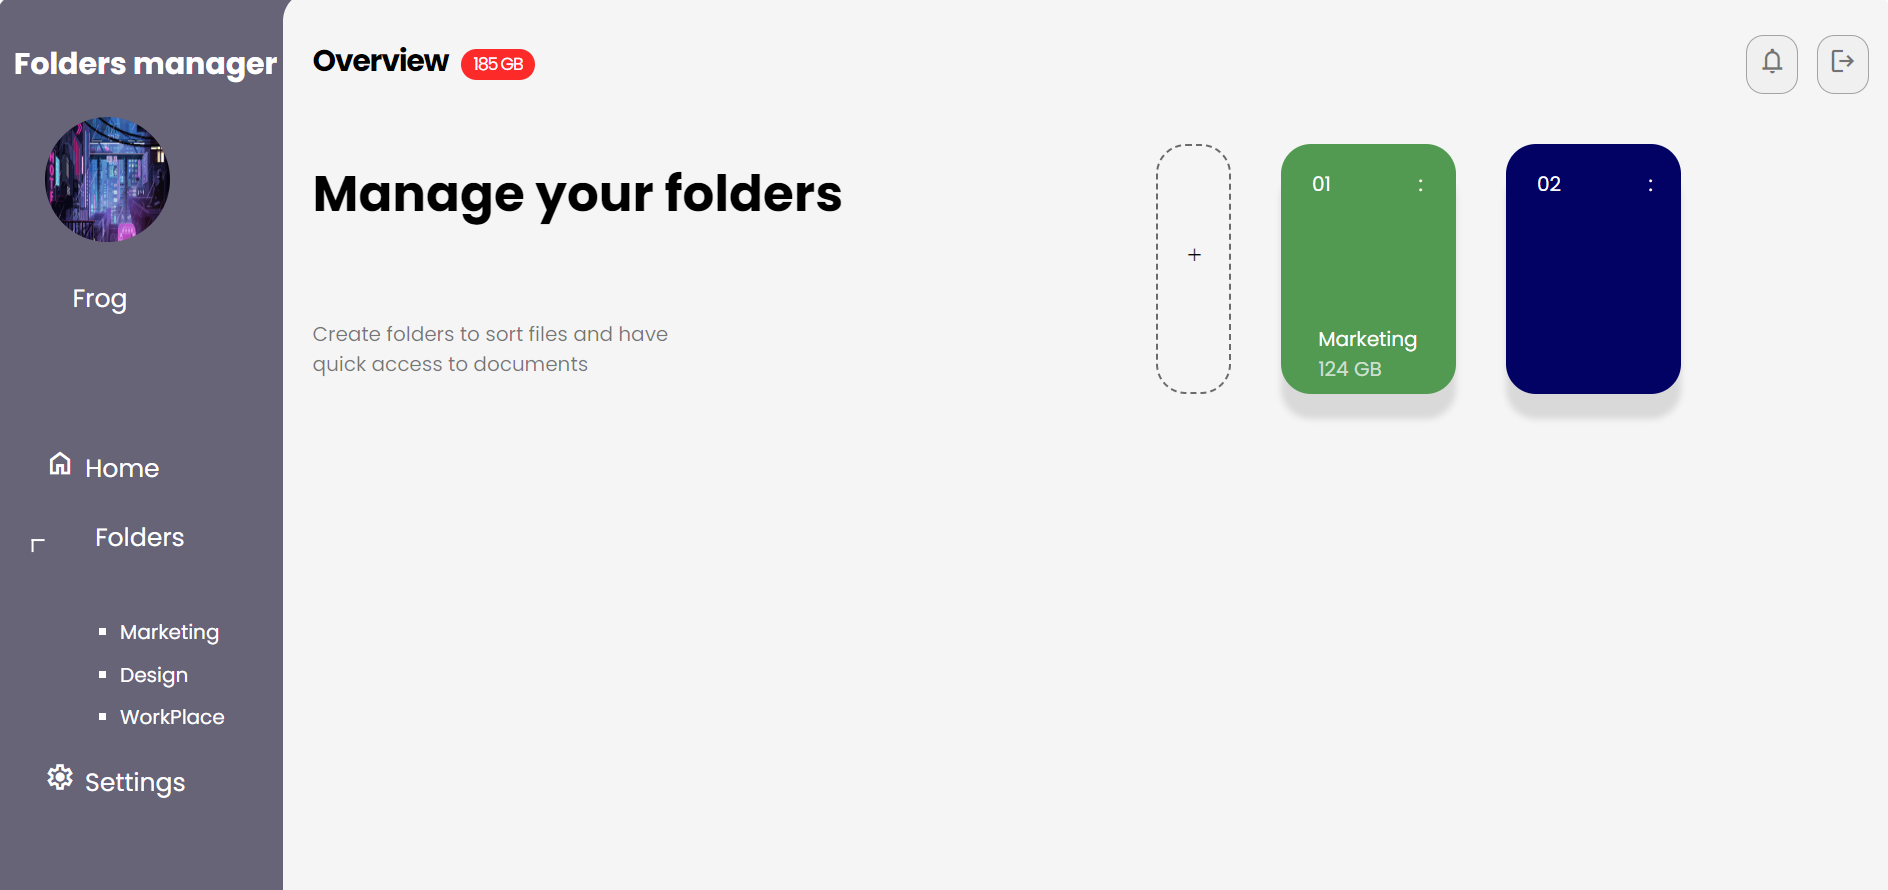 Folders manager
Frog
Home
Folders
Marketing
Design
WorkPlace
Settings
Overview 185 GB
Manage your folders
Create folders to sort files and have
quick access to documents
+
01 :
Marketing
124 GB
02 :